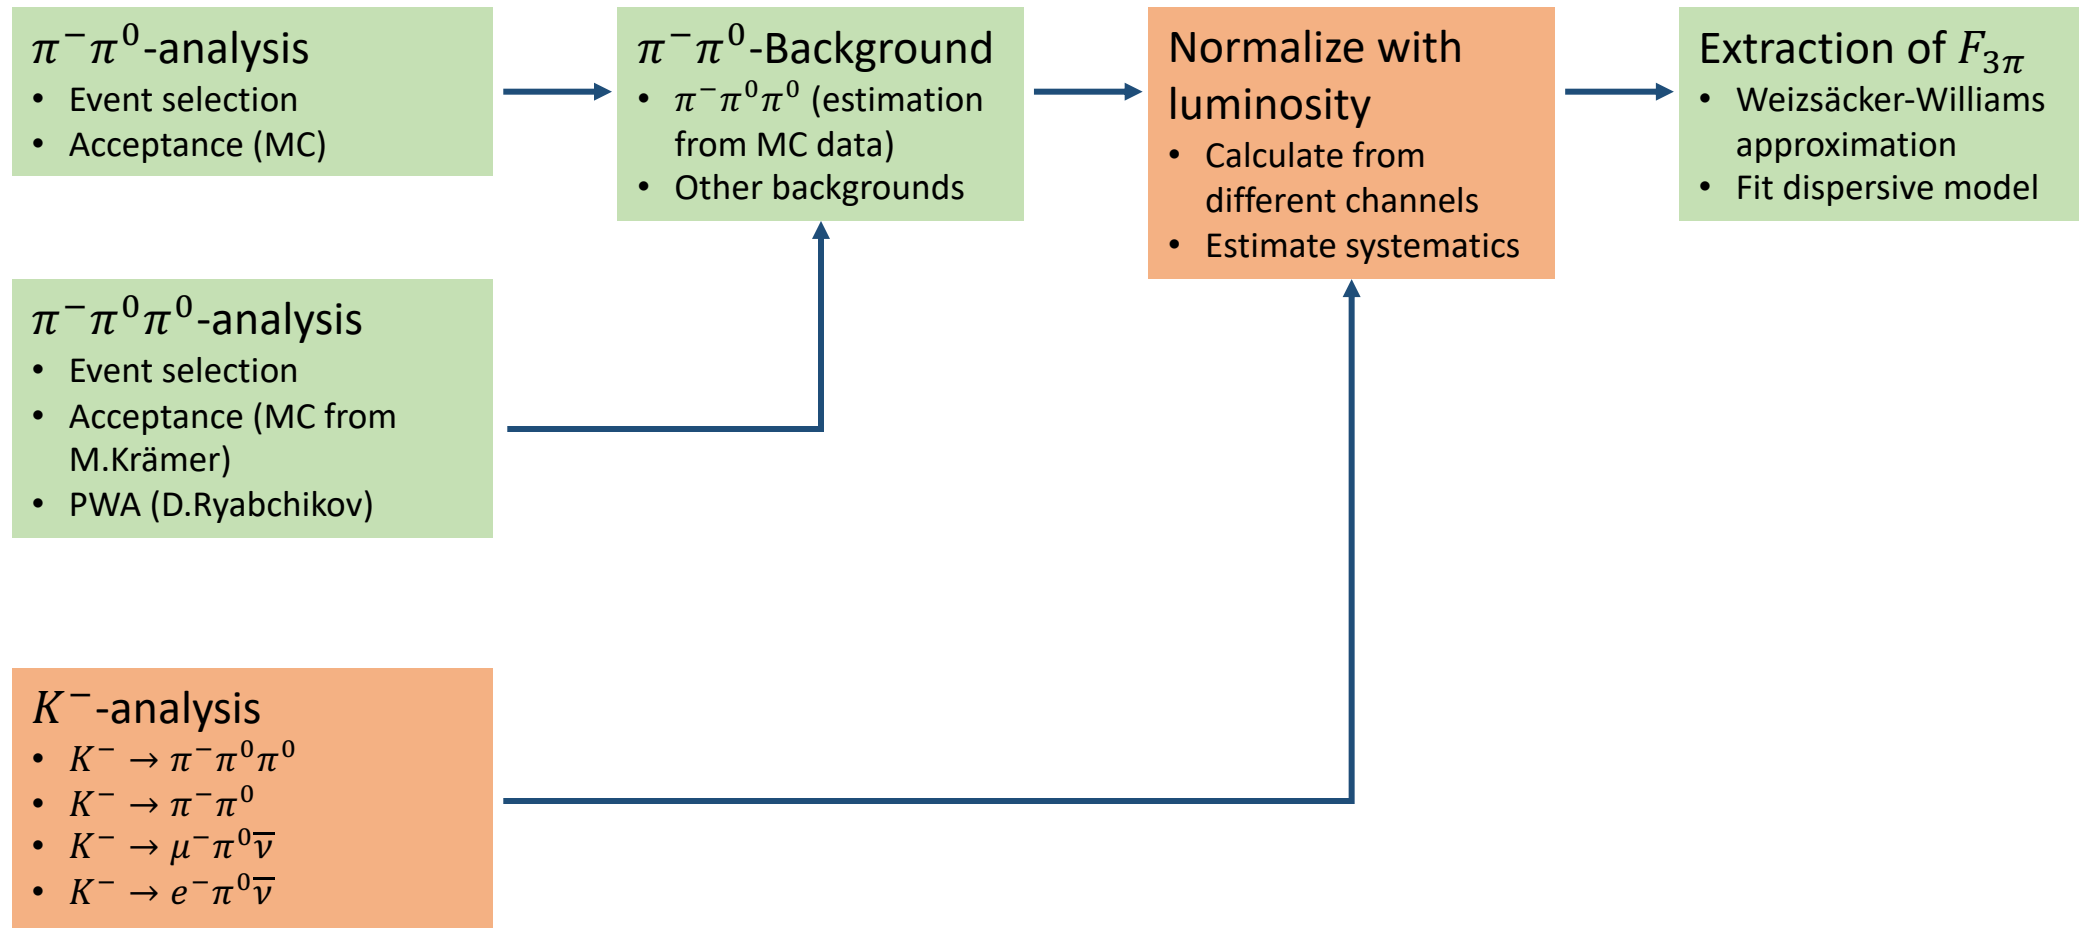 π⁻π⁰-analysis
• Event selection
• Acceptance (MC)
π⁻π⁰-Background
• π⁻π⁰π⁰ (estimation
from MC data)
• Other backgrounds
Normalize with
luminosity
• Calculate from
different channels
• Estimate systematics
Extraction of F₃π
• Weizsäcker-Williams
approximation
• Fit dispersive model
π⁻π⁰π⁰-analysis
• Event selection
• Acceptance (MC from
M.Krämer)
• PWA (D.Ryabchikov)
K⁻-analysis
• K⁻ → π⁻π⁰π⁰
• K⁻ → π⁻π⁰
• K⁻ → μ⁻π⁰ν̅
• K⁻ → e⁻π⁰ν̅